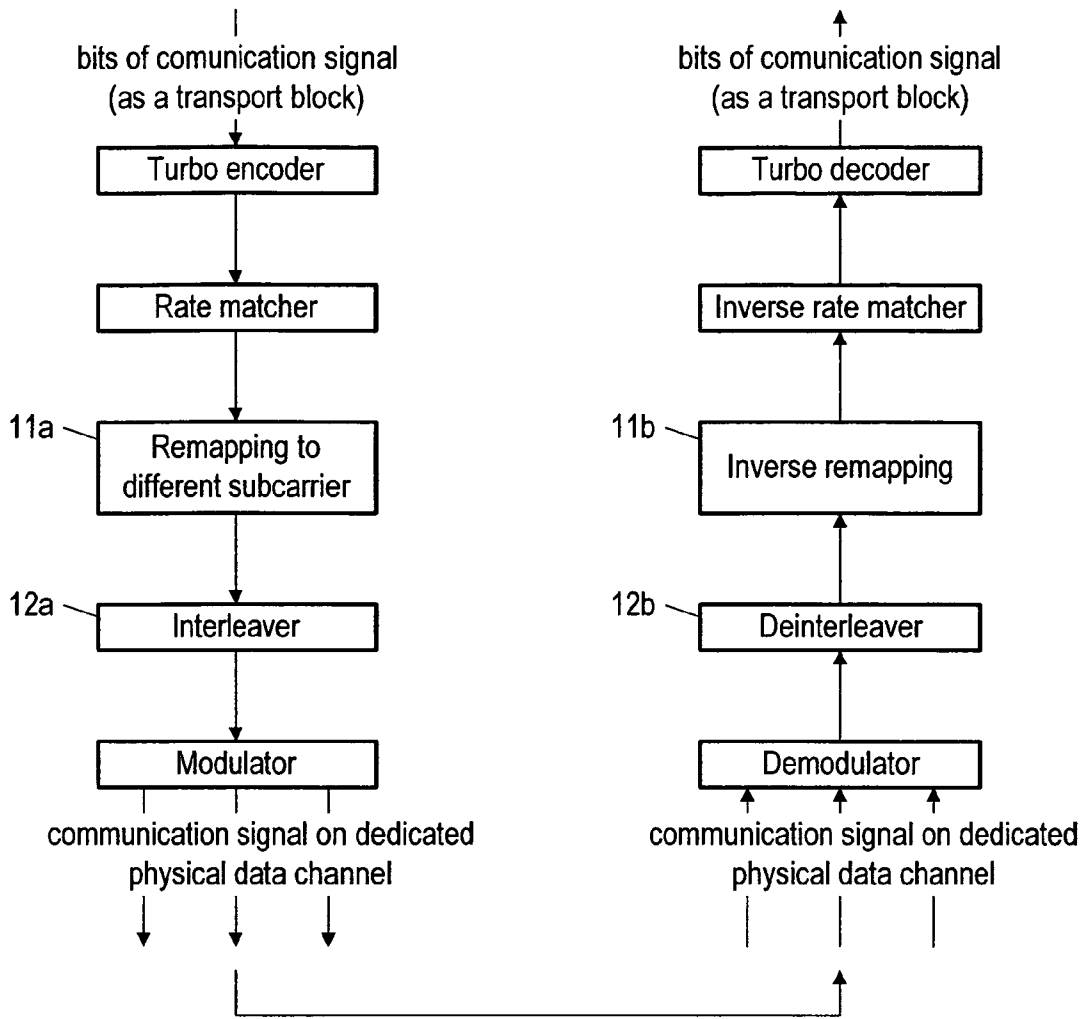 bits of comunication signal
(as a transport block)
Turbo encoder
Rate matcher
11a
Remapping to
different subcarrier
12a
Interleaver
Modulator
communication signal on dedicated
physical data channel
bits of comunication signal
(as a transport block)
Turbo decoder
Inverse rate matcher
11b
Inverse remapping
12b
Deinterleaver
Demodulator
communication signal on dedicated
physical data channel